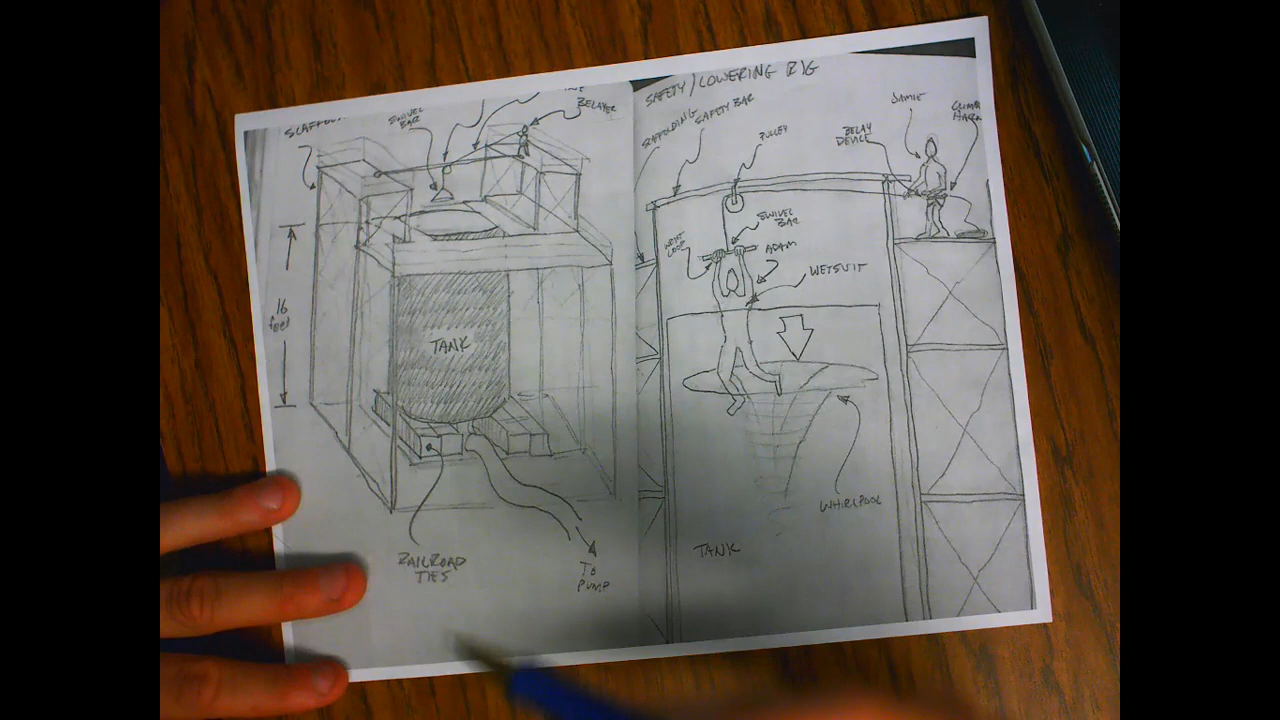 SWIVEL
BAR
BELAYER
16
feet
TANK
RAILROAD
TIES
TO
PUMP
SAFETY/LOWERING RIG
SCAFFOLDING
SAFETY BAR
PULLEY
BELAY
DEVICE
JAMIE
SWIVEL
BAR
ADAM
WETSUIT
WHIRLPOOL
TANK